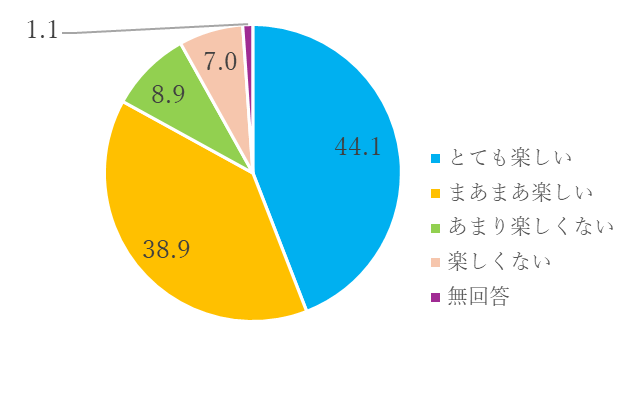 1.1
7.0
8.9
44.1
38.9
とても楽しい
まあまあ楽しい
あまり楽しくない
楽しくない
無回答